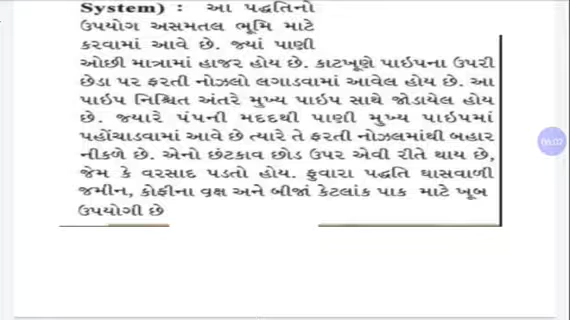 System) : આ પદ્ધતિનો
ઉપયોગ અસમતલ ભૂમિ માટે
કરવામાં આવે છે. જ્યાં પાણી
ઓછી માત્રામાં હાજર હોય છે. કાટખૂણે પાઇપના ઉપરી
છેડા પર ફરતી નોઝલો લગાડવામાં આવેલ હોય છે. આ
પાઇપ નિશ્ચિત અંતરે મુખ્ય પાઇપ સાથે જોડાયેલ હોય
છે. જ્યારે પંપની મદદથી પાણી મુખ્ય પાઇપમાં
પહોંચાડવામાં આવે છે ત્યારે તે ફરતી નોઝલમાંથી બહાર
નીકળે છે. એનો છંટકાવ છોડ ઉપર એવી રીતે થાય છે,
જેમ કે વરસાદ પડતો હોય. ફુવારા પદ્ધતિ ઘાસવાળી
જમીન, કોફીના વૃક્ષ અને બીજાં કેટલાંક પાક માટે ખૂબ
ઉપયોગી છે
06:02